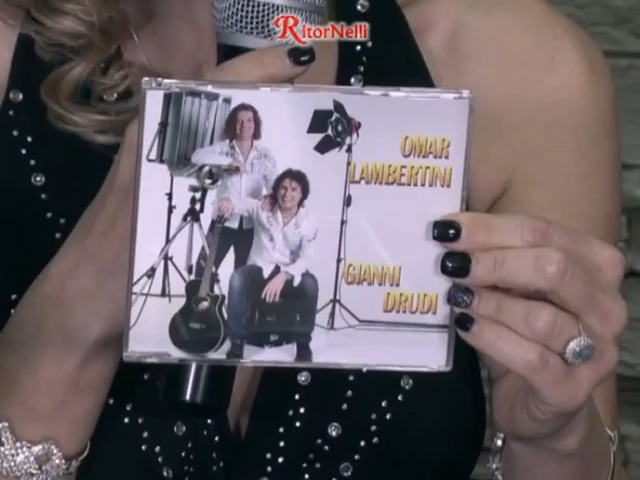 RitorNelli
OMAR
LAMBERTINI
GIANNI
DRUDI